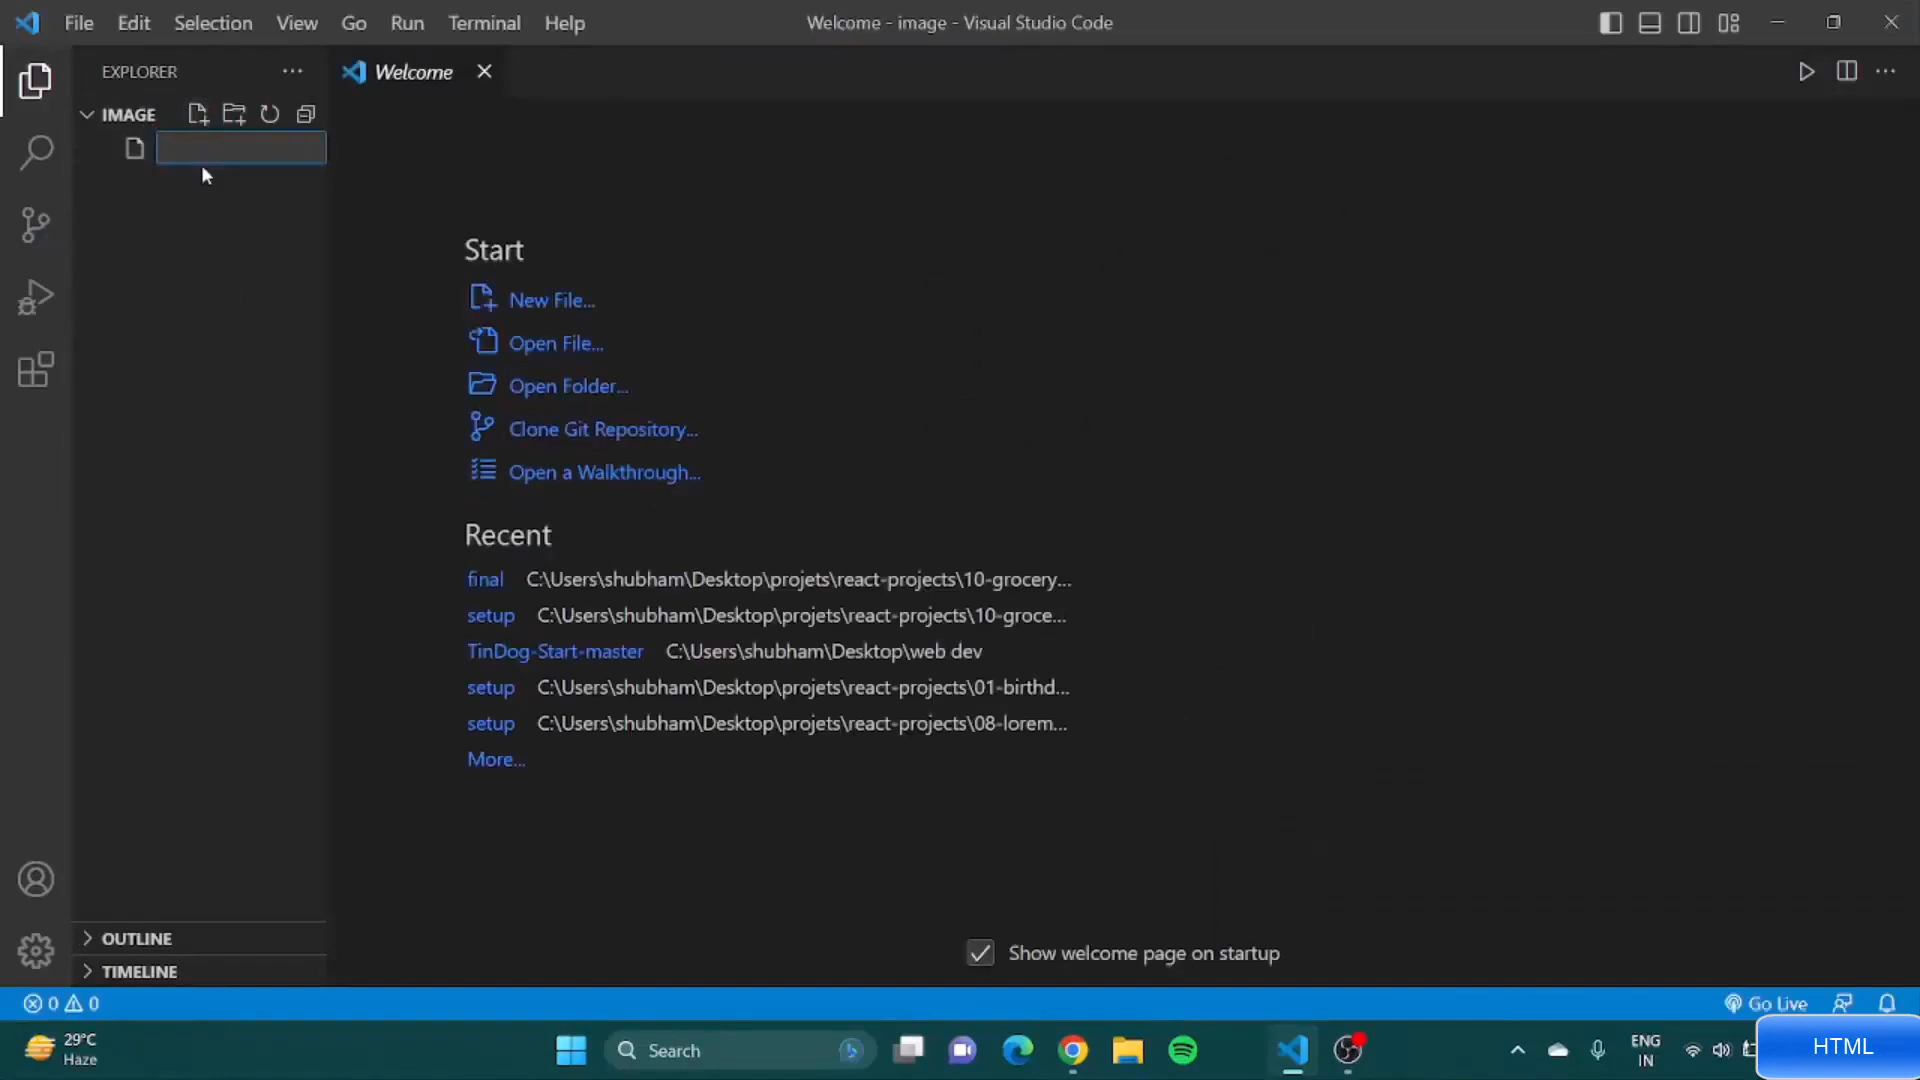 File Edit Selection View Go Run Terminal Help
Welcome - image - Visual Studio Code
EXPLORER
Welcome
IMAGE
Start
New File...
Open File...
Open Folder...
Clone Git Repository...
Open a Walkthrough...
Recent
final C:\Users\shubham\Desktop\projets\react-projects\10-grocery...
setup C:\Users\shubham\Desktop\projets\react-projects\10-groce...
TinDog-Start-master C:\Users\shubham\Desktop\web dev
setup C:\Users\shubham\Desktop\projets\react-projects\01-birthd...
setup C:\Users\shubham\Desktop\projets\react-projects\08-lorem...
More...
OUTLINE
Show welcome page on startup
TIMELINE
0 0
Go Live
29°C
Haze
Search
ENG
IN
HTML